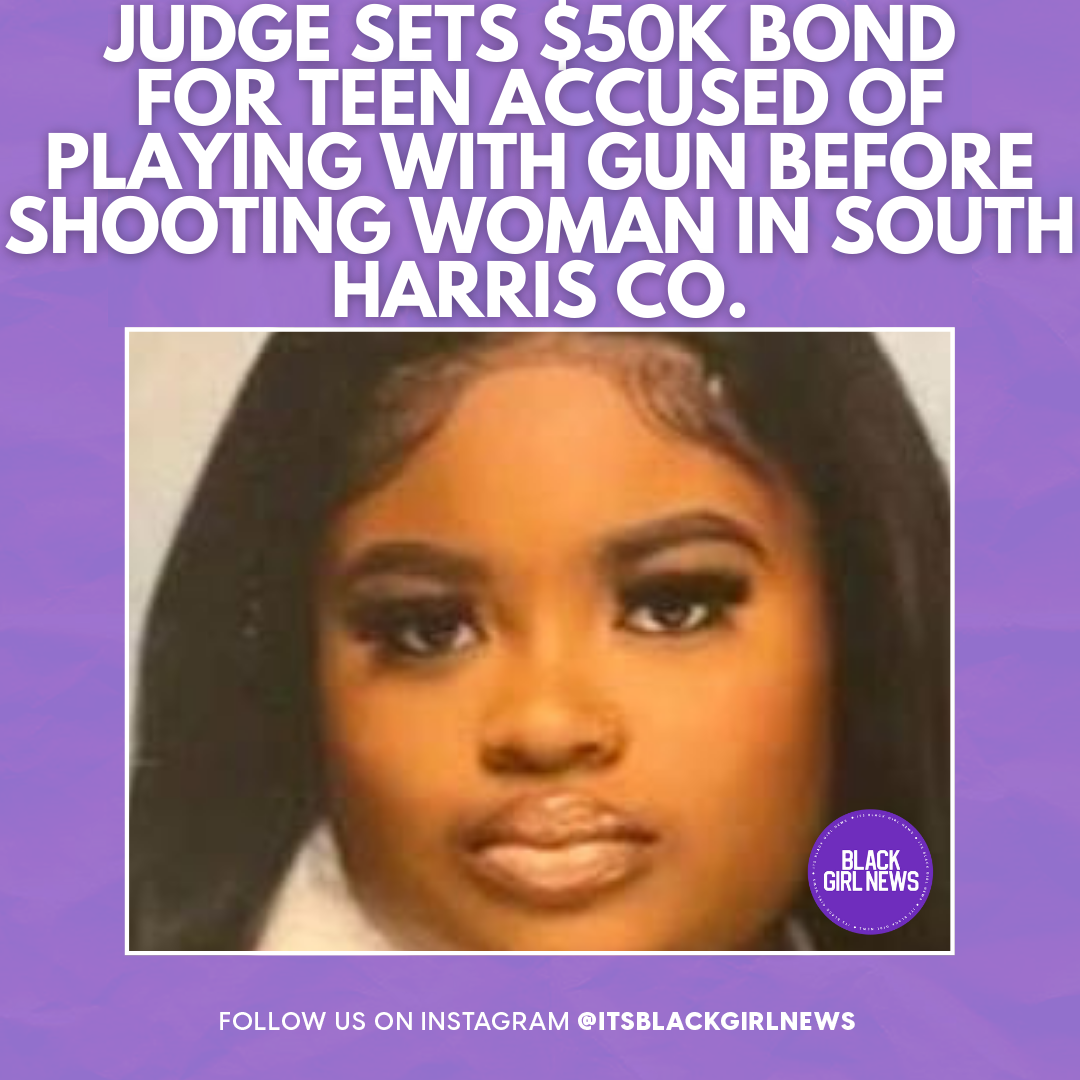 JUDGE SETS $50K BOND
FOR TEEN ACCUSED OF
PLAYING WITH GUN BEFORE
SHOOTING WOMAN IN SOUTH
HARRIS CO.
BLACK
GIRL NEWS
FOLLOW US ON INSTAGRAM @ITSBLACKGIRLNEWS